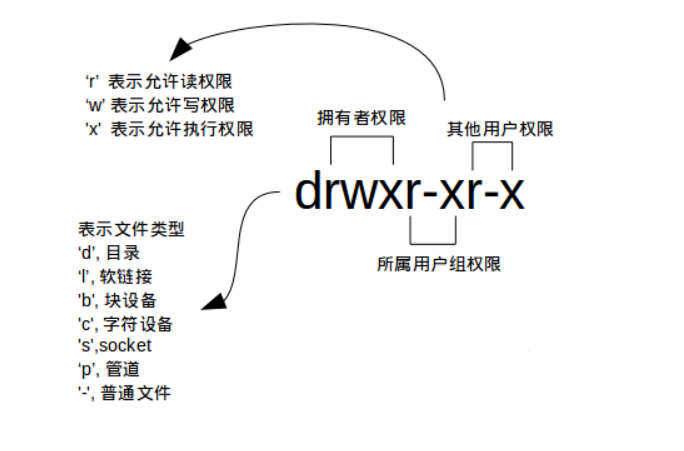 ‘r’ 表示允许读权限
‘w’ 表示允许写权限
'x' 表示允许执行权限
拥有者权限
其他用户权限
drwxr-xr-x
所属用户组权限
表示文件类型
‘d’, 目录
‘l’, 软链接
'b', 块设备
'c', 字符设备
's',socket
‘p’, 管道
'-', 普通文件